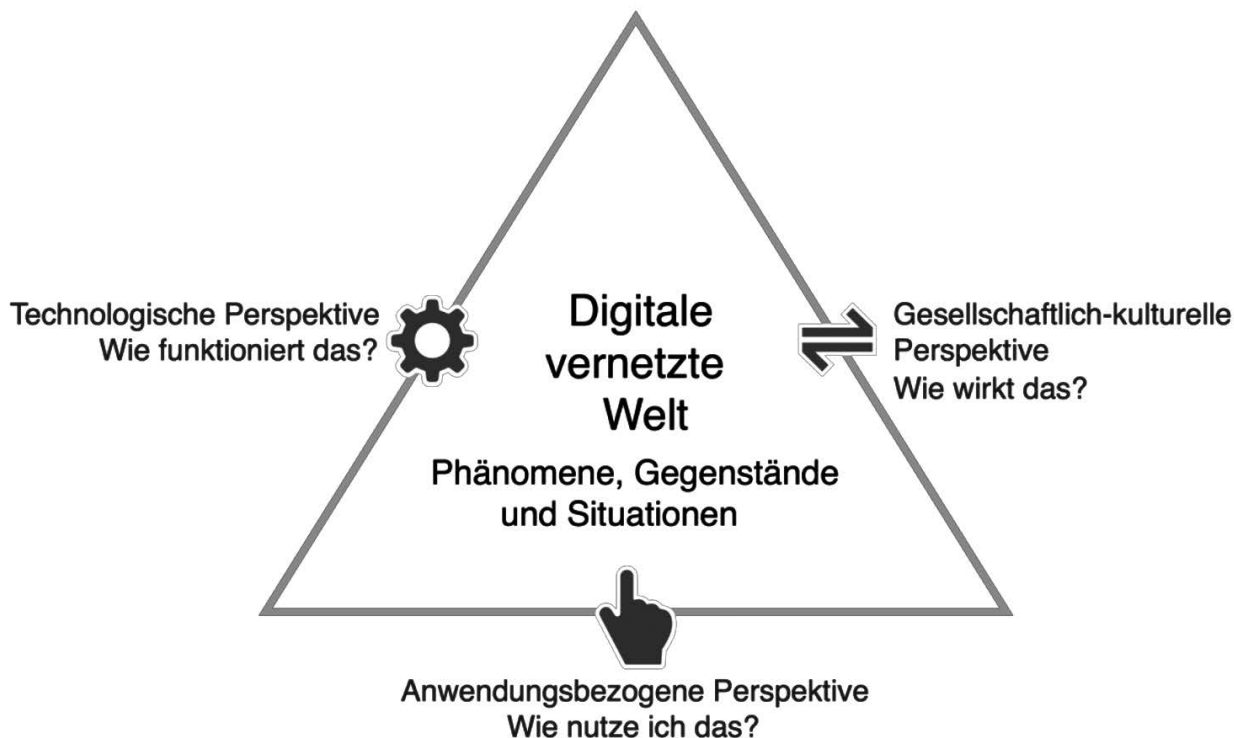 Technologische Perspektive
Wie funktioniert das?
Digitale
vernetzte
Welt
Phänomene, Gegenstände
und Situationen
Gesellschaftlich-kulturelle
Perspektive
Wie wirkt das?
Anwendungsbezogene Perspektive
Wie nutze ich das?